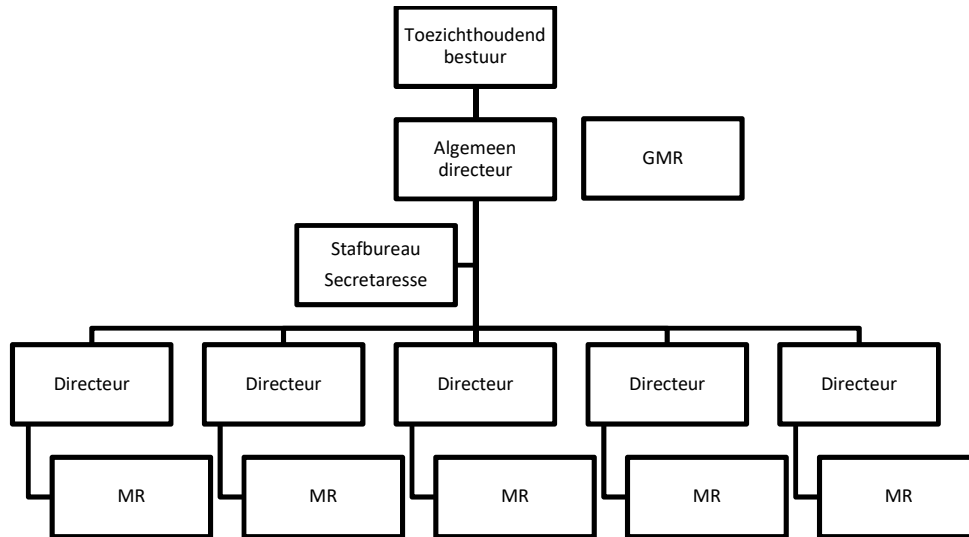 Toezichthoudend
bestuur
Algemeen
directeur
GMR
Stafbureau
Secretaresse
Directeur
Directeur
Directeur
Directeur
Directeur
MR
MR
MR
MR
MR